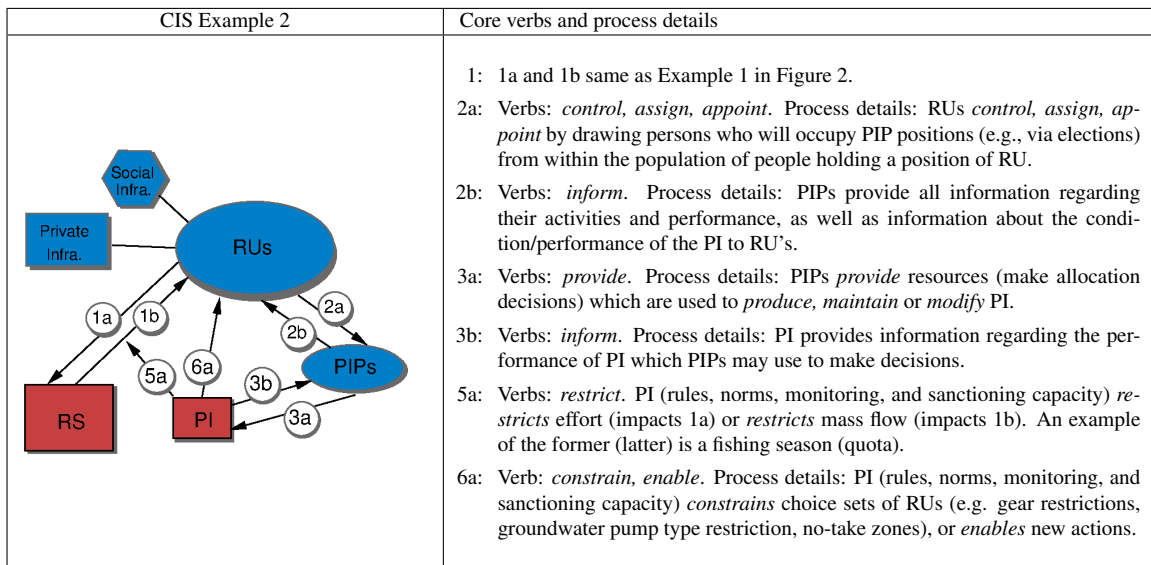 CIS Example 2
Core verbs and process details
Social
Infra.
Private
Infra.
RUs
1a
1b
2a
2b
5a
6a
3b
3a
PIPs
RS
PI
1: 1a and 1b same as Example 1 in Figure 2.
2a: Verbs: control, assign, appoint. Process details: RUs control, assign, ap-
point by drawing persons who will occupy PIP positions (e.g., via elections)
from within the population of people holding a position of RU.
2b: Verbs: inform. Process details: PIPs provide all information regarding
their activities and performance, as well as information about the condi-
tion/performance of the PI to RU's.
3a: Verbs: provide. Process details: PIPs provide resources (make allocation
decisions) which are used to produce, maintain or modify PI.
3b: Verbs: inform. Process details: PI provides information regarding the per-
formance of PI which PIPs may use to make decisions.
5a: Verbs: restrict. PI (rules, norms, monitoring, and sanctioning capacity) re-
stricts effort (impacts 1a) or restricts mass flow (impacts 1b). An example
of the former (latter) is a fishing season (quota).
6a: Verb: constrain, enable. Process details: PI (rules, norms, monitoring, and
sanctioning capacity) constrains choice sets of RUs (e.g. gear restrictions,
groundwater pump type restriction, no-take zones), or enables new actions.